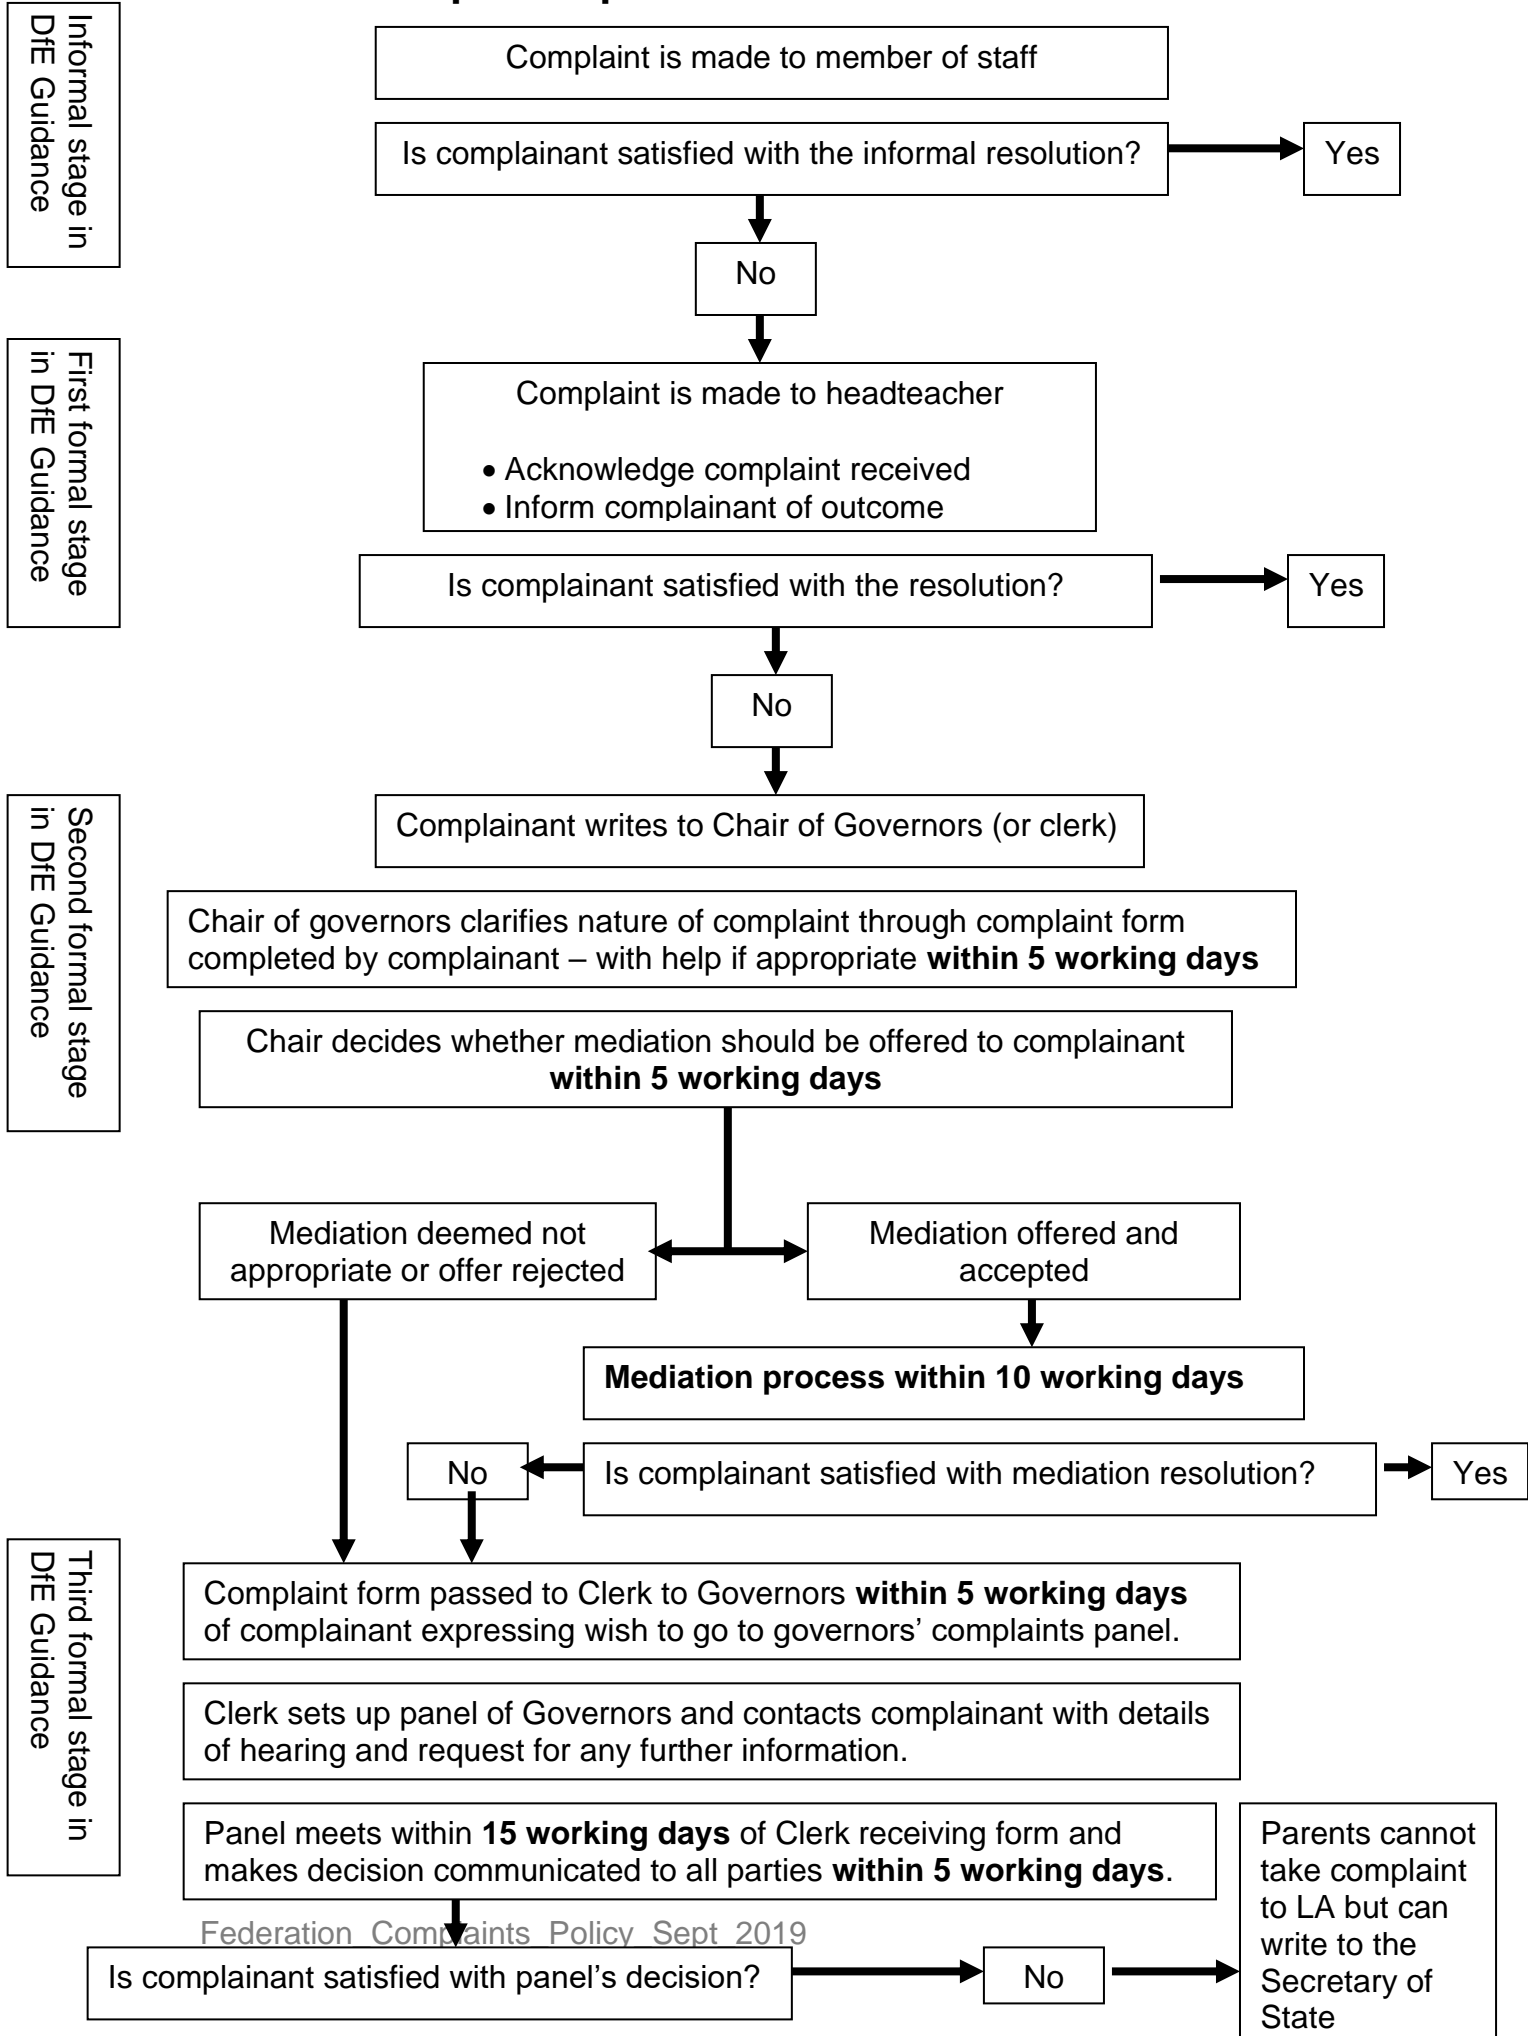 Informal stage in
DfE Guidance
Complaint is made to member of staff
Is complainant satisfied with the informal resolution?
Yes
No
First formal stage
in DfE Guidance
Complaint is made to headteacher
• Acknowledge complaint received
• Inform complainant of outcome
Is complainant satisfied with the resolution?
Yes
No
Second formal stage
in DfE Guidance
Complainant writes to Chair of Governors (or clerk)
Chair of governors clarifies nature of complaint through complaint form
completed by complainant – with help if appropriate within 5 working days
Chair decides whether mediation should be offered to complainant
within 5 working days
Mediation deemed not
appropriate or offer rejected
Mediation offered and
accepted
Mediation process within 10 working days
No
Is complainant satisfied with mediation resolution?
Yes
Third formal stage in
DfE Guidance
Complaint form passed to Clerk to Governors within 5 working days
of complainant expressing wish to go to governors’ complaints panel.
Clerk sets up panel of Governors and contacts complainant with details
of hearing and request for any further information.
Panel meets within 15 working days of Clerk receiving form and
makes decision communicated to all parties within 5 working days.
Parents cannot
take complaint
to LA but can
write to the
Secretary of
State
Federation_Complaints_Policy_Sept_2019
Is complainant satisfied with panel’s decision?
No